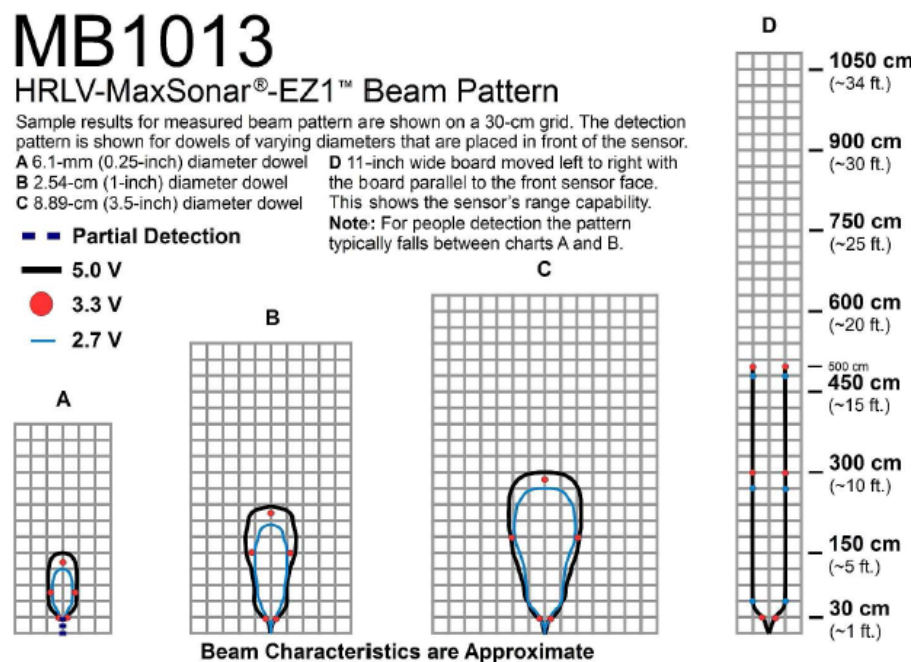 MB1013
HRLV-MaxSonar®-EZ1™ Beam Pattern
Sample results for measured beam pattern are shown on a 30-cm grid. The detection
pattern is shown for dowels of varying diameters that are placed in front of the sensor.
A 6.1-mm (0.25-inch) diameter dowel
B 2.54-cm (1-inch) diameter dowel
C 8.89-cm (3.5-inch) diameter dowel
D 11-inch wide board moved left to right with
the board parallel to the front sensor face.
This shows the sensor's range capability.
Note: For people detection the pattern
typically falls between charts A and B.
Partial Detection
5.0 V
3.3 V
2.7 V
A
B
C
D
1050 cm
(~34 ft.)
900 cm
(~30 ft.)
750 cm
(~25 ft.)
600 cm
(~20 ft.)
500 cm
450 cm
(~15 ft.)
300 cm
(~10 ft.)
150 cm
(~5 ft.)
30 cm
(~1 ft.)
Beam Characteristics are Approximate